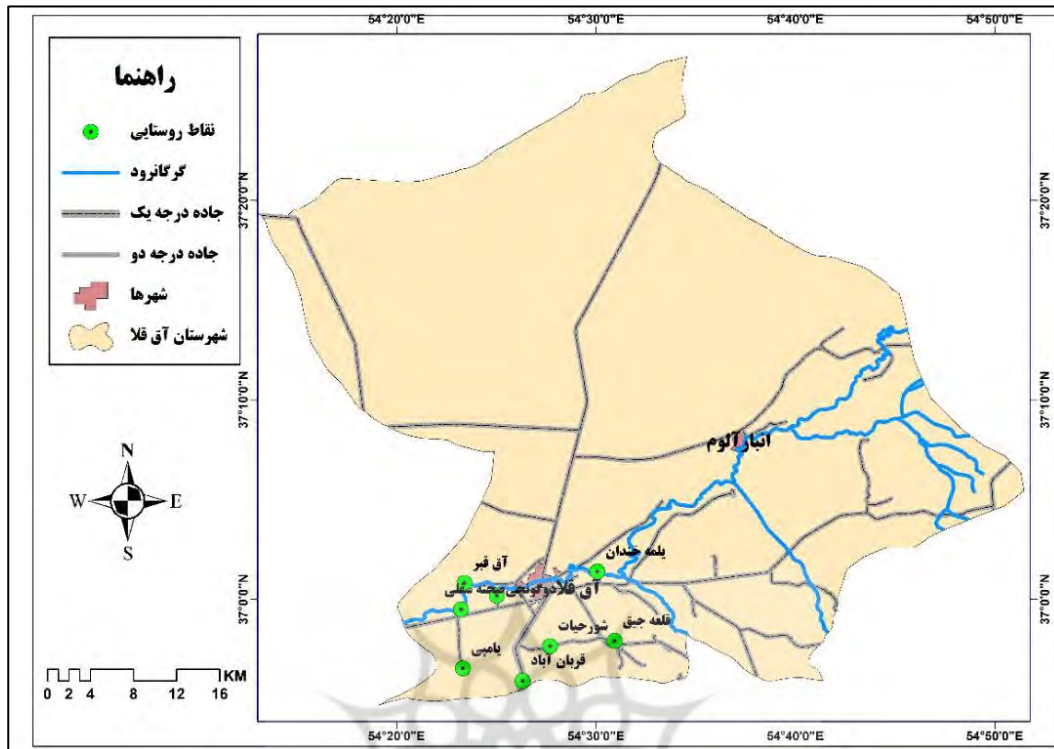 54°20'0"E 54°30'0"E 54°40'0"E 54°50'0"E
راهنما
نقاط روستایی
گرگانرود
جاده درجه یک
جاده درجه دو
شهرها
شهرستان آق قلا
37°20'0"N 37°20'0"N
37°10'0"N 37°10'0"N
37°0'0"N 37°0'0"N
N
W E
S
انبارآلوم
یلمه خندان
آق قبر
آق قلا
سفلی
قلعه جیق
شورحیات
یامپی
قربان آباد
0 2 4 8 12 16 KM
54°20'0"E 54°30'0"E 54°40'0"E 54°50'0"E